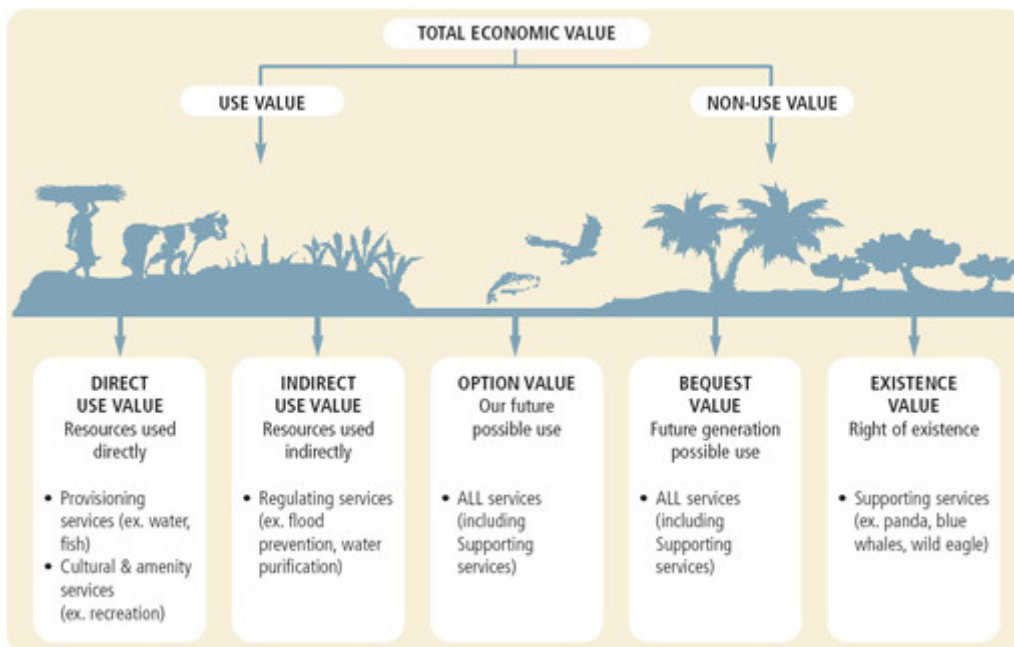 TOTAL ECONOMIC VALUE
USE VALUE
NON-USE VALUE
DIRECT
USE VALUE
Resources used
directly
• Provisioning
services (ex. water,
fish)
• Cultural & amenity
services
(ex. recreation)
INDIRECT
USE VALUE
Resources used
indirectly
• Regulating services
(ex. flood
prevention, water
purification)
OPTION VALUE
Our future
possible use
• ALL services
(including
Supporting
services)
BEQUEST
VALUE
Future generation
possible use
• ALL services
(including
Supporting
services)
EXISTENCE
VALUE
Right of existence
• Supporting services
(ex. panda, blue
whales, wild eagle)